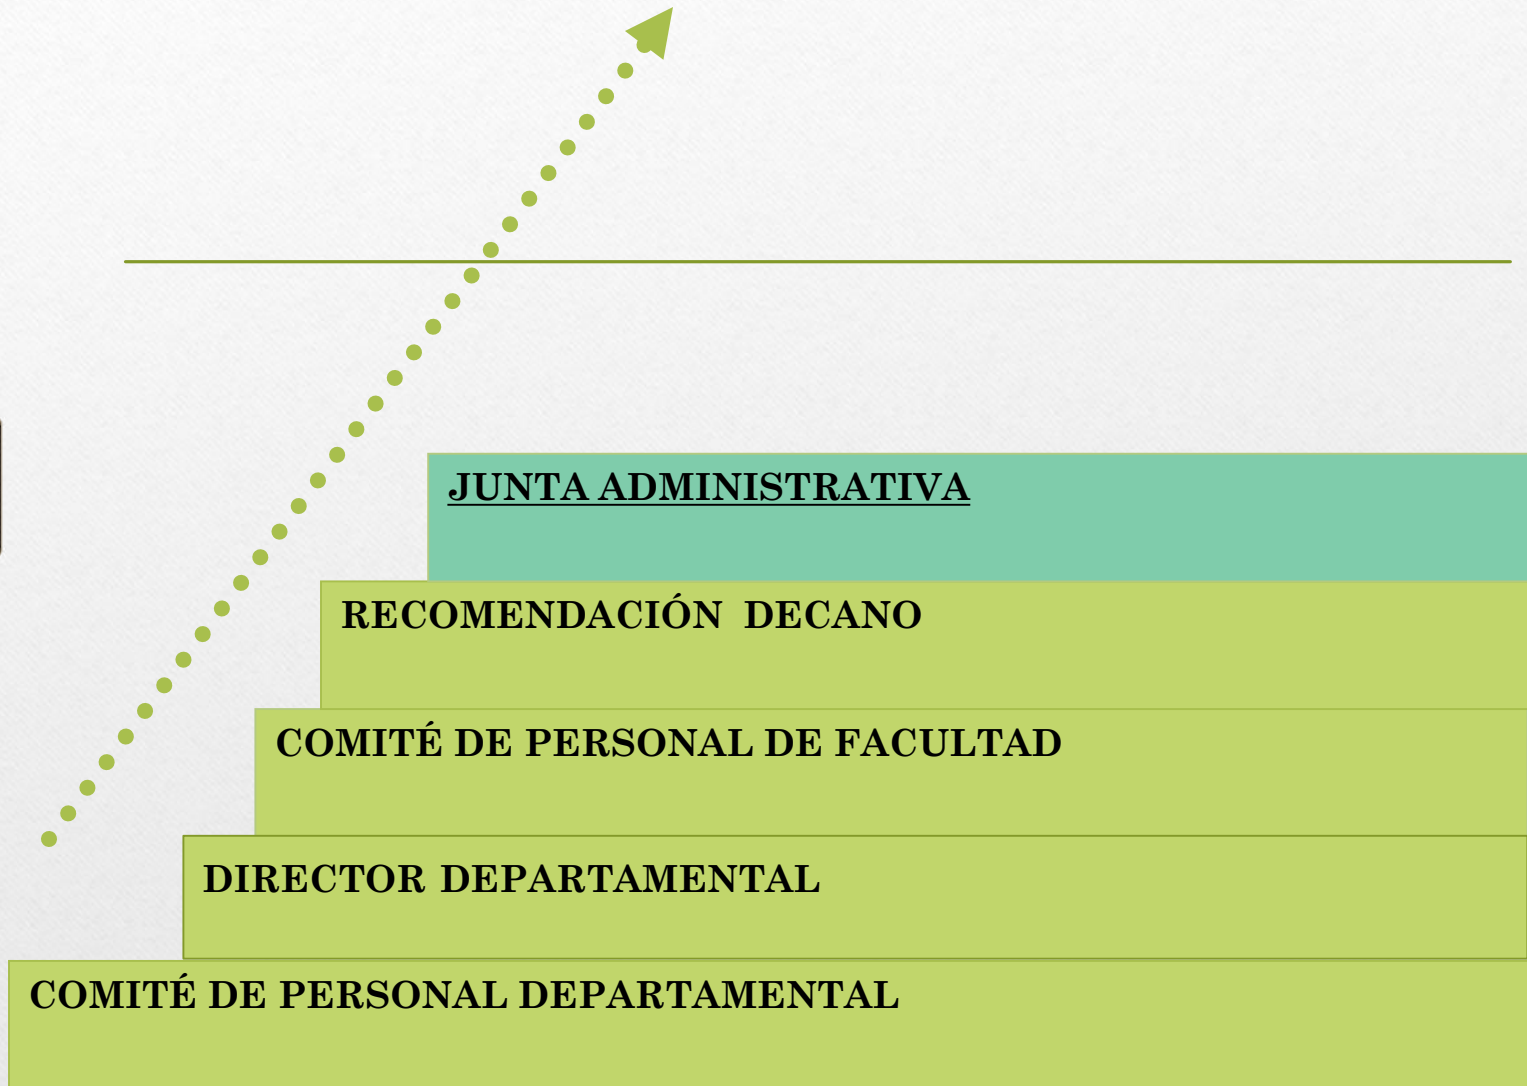 JUNTA ADMINISTRATIVA
RECOMENDACIÓN DECANO
COMITÉ DE PERSONAL DE FACULTAD
DIRECTOR DEPARTAMENTAL
COMITÉ DE PERSONAL DEPARTAMENTAL